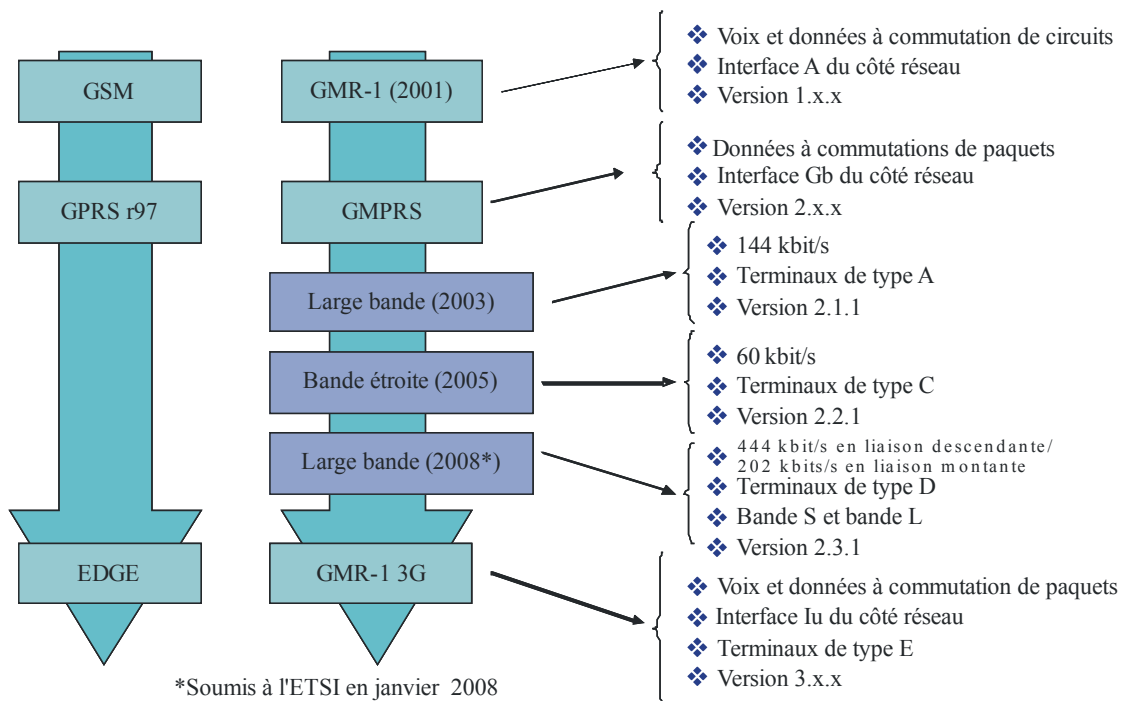 GSM
GPRS r97
EDGE
GMR-1 (2001)
GMPRS
Large bande (2003)
Bande étroite (2005)
Large bande (2008*)
GMR-1 3G
❖ Voix et données à commutation de circuits
❖ Interface A du côté réseau
❖ Version 1.x.x
❖ Données à commutations de paquets
❖ Interface Gb du côté réseau
❖ Version 2.x.x
❖ 144 kbit/s
❖ Terminaux de type A
❖ Version 2.1.1
❖ 60 kbit/s
❖ Terminaux de type C
❖ Version 2.2.1
❖ 444 kbit/s en liaison descendante/
202 kbits/s en liaison montante
❖ Terminaux de type D
❖ Bande S et bande L
❖ Version 2.3.1
❖ Voix et données à commutation de paquets
❖ Interface Iu du côté réseau
❖ Terminaux de type E
❖ Version 3.x.x
*Soumis à l'ETSI en janvier 2008